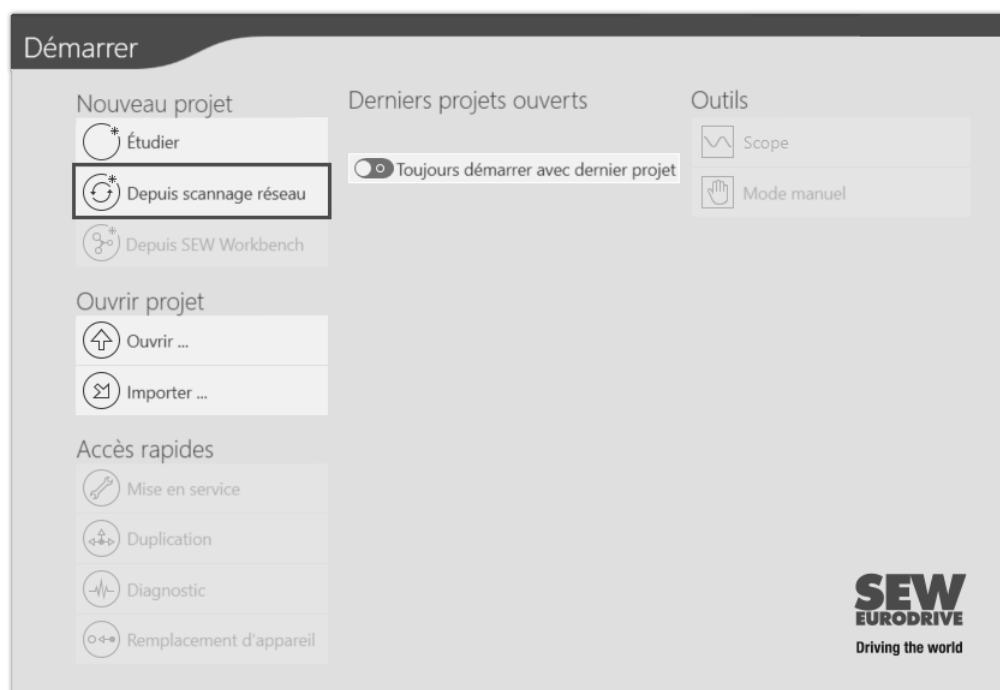 Démarrer
Nouveau projet
Étudier
Depuis scannage réseau
Depuis SEW Workbench
Ouvrir projet
Ouvrir ...
Importer ...
Accès rapides
Mise en service
Duplication
Diagnostic
Remplacement d'appareil
Derniers projets ouverts
Toujours démarrer avec dernier projet
Outils
Scope
Mode manuel
SEW
EURODRIVE
Driving the world